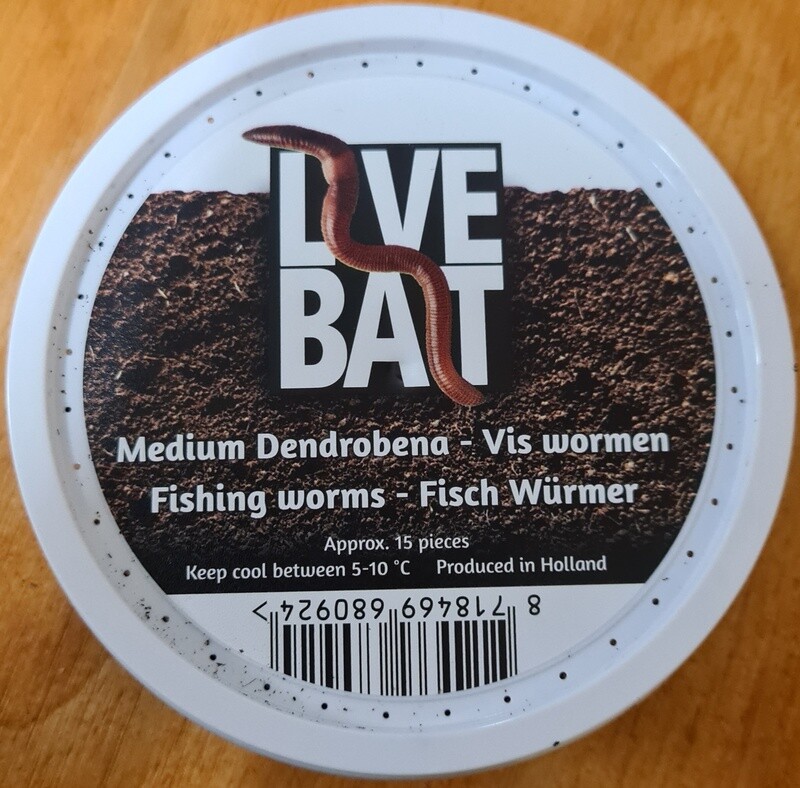 LIVE
BAIT
Medium Dendrobena - Vis wormen
Fishing worms - Fisch Würmer
Approx. 15 pieces
Keep cool between 5-10 °C Produced in Holland
8 718469 680924 >